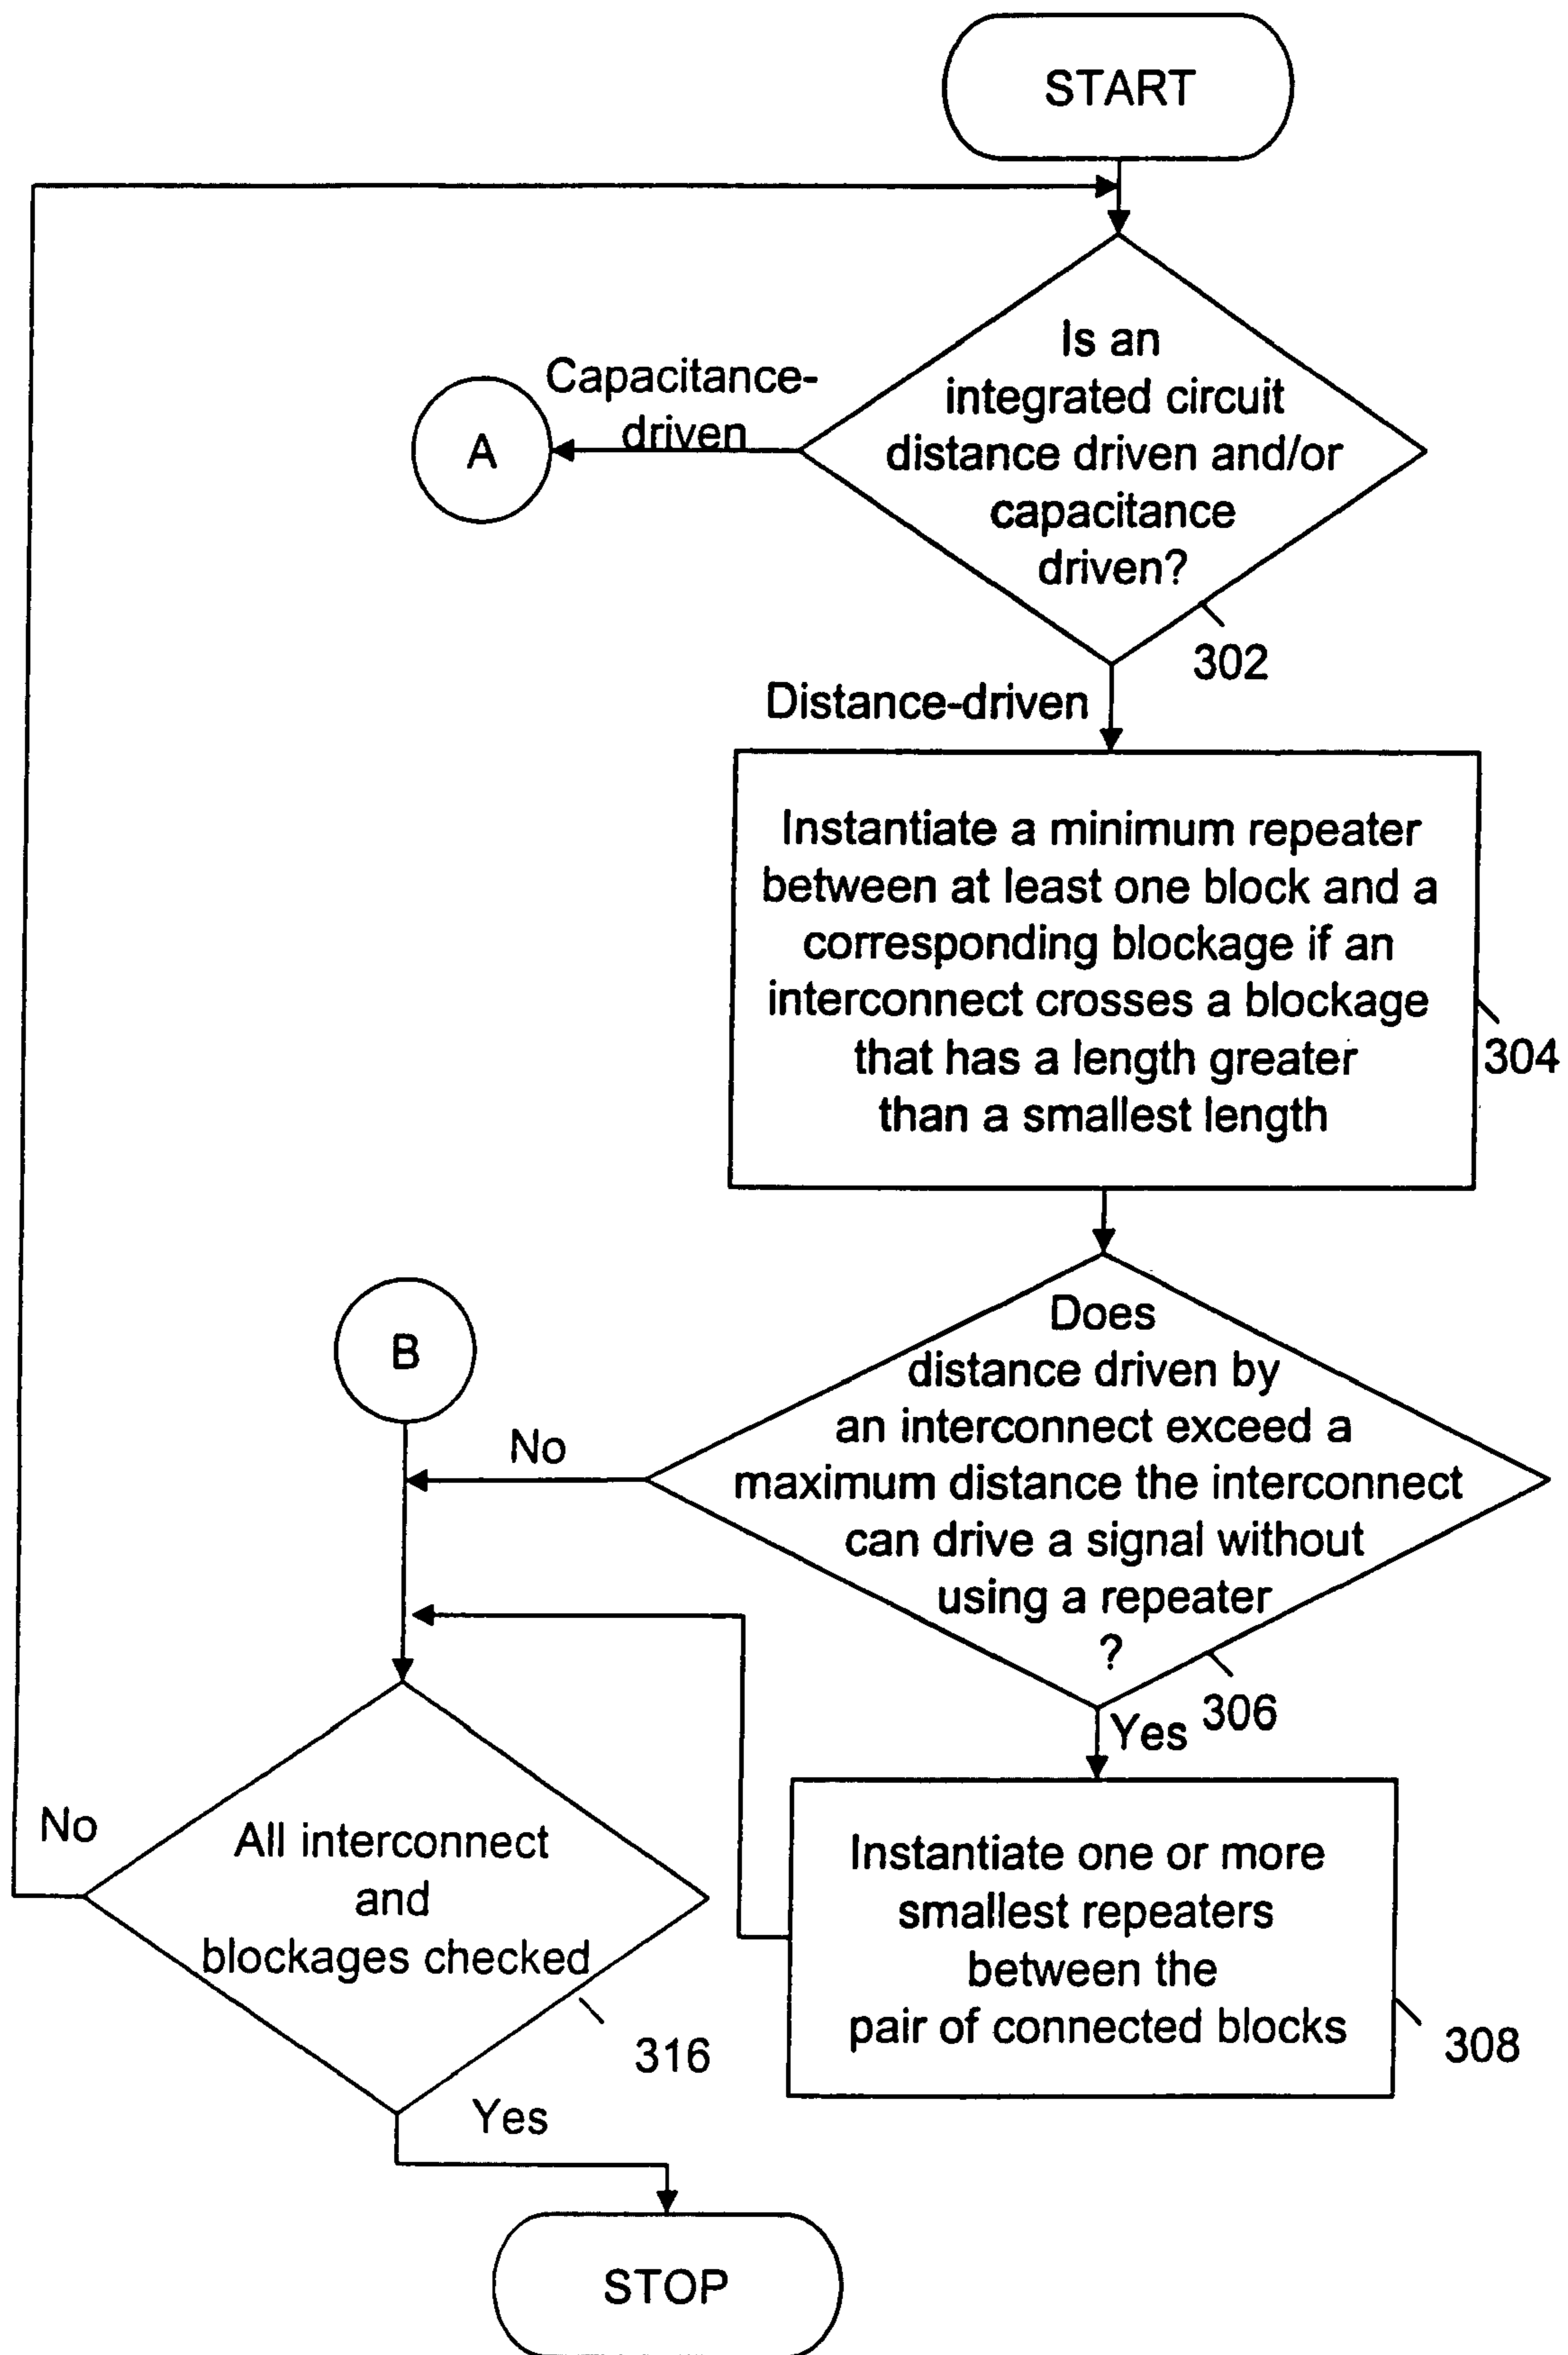 START
Is an
integrated circuit
distance driven and/or
capacitance
driven?
302
Capacitance-
driven
A
Distance-driven
Instantiate a minimum repeater
between at least one block and a
corresponding blockage if an
interconnect crosses a blockage
that has a length greater
than a smallest length
304
Does
distance driven by
an interconnect exceed a
maximum distance the interconnect
can drive a signal without
using a repeater
?
306
No
B
Yes
Instantiate one or more
smallest repeaters
between the
pair of connected blocks
308
All interconnect
and
blockages checked
316
No
Yes
STOP